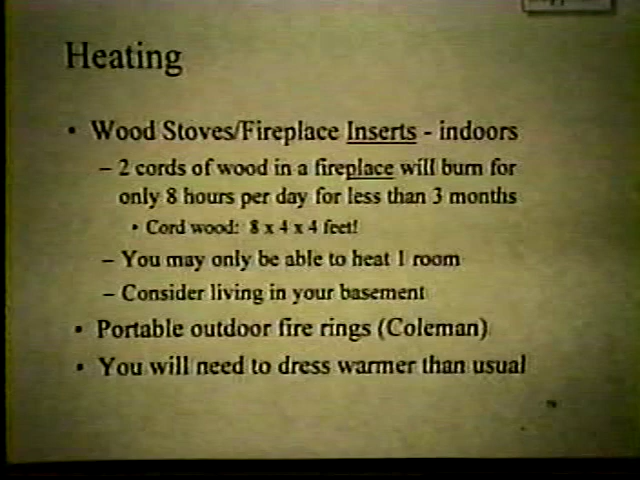 Heating
• Wood Stoves/Fireplace Inserts - indoors
– 2 cords of wood in a fireplace will burn for
only 8 hours per day for less than 3 months
• Cord wood: 8 x 4 x 4 feet!
– You may only be able to heat 1 room
– Consider living in your basement
• Portable outdoor fire rings (Coleman)
• You will need to dress warmer than usual